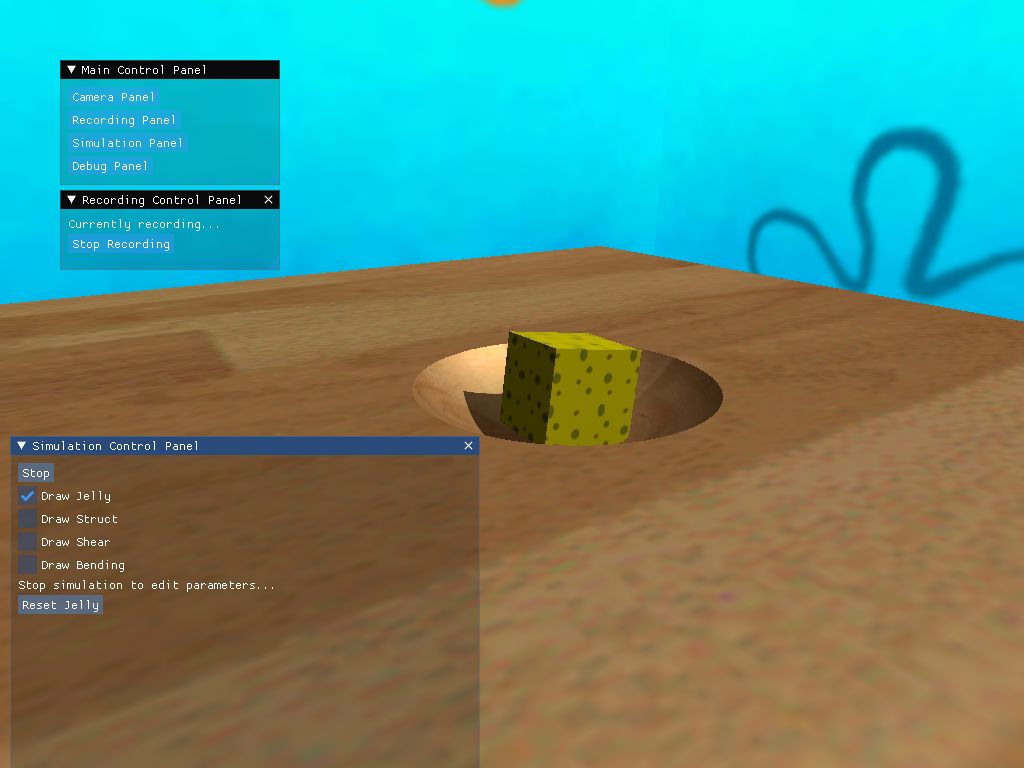 Main Control Panel
Camera Panel
Recording Panel
Simulation Panel
Debug Panel
Recording Control Panel
Currently recording...
Stop Recording
Simulation Control Panel
Stop
Draw Jelly
Draw Struct
Draw Shear
Draw Bending
Stop simulation to edit parameters...
Reset Jelly